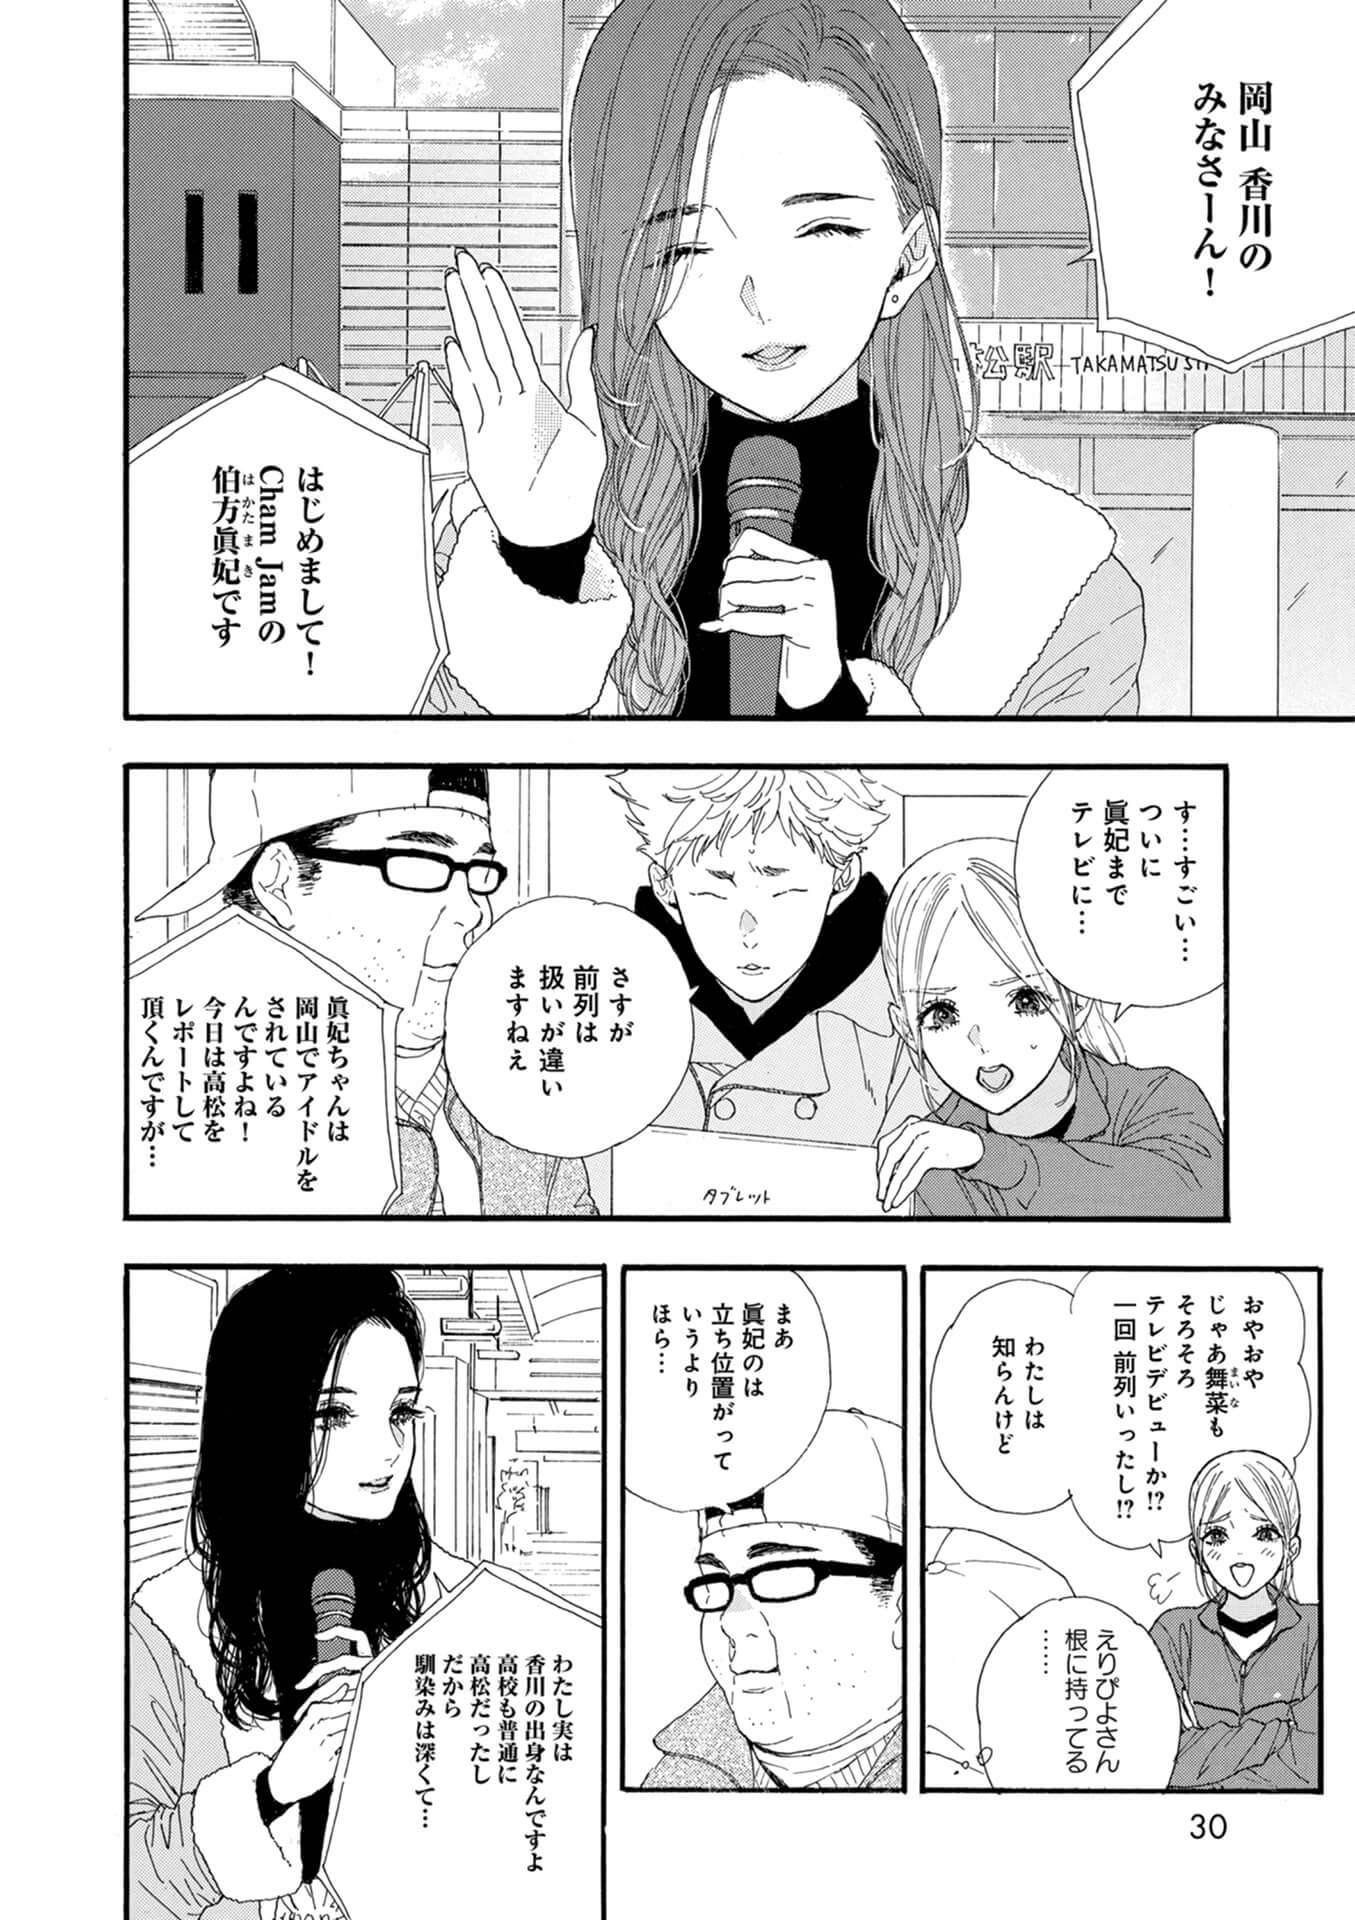 岡山 香川の
みなさーん！
松駅 TAKAMATSU
はじめまして！
Cham Jamの
伯方眞妃です
はかたまき
す…すごい…
ついに
眞妃まで
テレビに…
さすが
前列は
扱いが違い
ますねえ
タブレット
眞妃ちゃんは
岡山でアイドルを
されている
んですよね！
今日は高松を
レポートして
頂くんですが…
おやおや
じゃあ舞菜も
まいな
そろそろ
テレビデビューか!?
一回 前列いったし!?
わたしは
知らんけど
えりぴよさん
根に持ってる
……
まあ
眞妃のは
立ち位置がって
いうより
ほら…
わたし実は
香川の出身なんですよ
高校も普通に
高松だったし
だから
馴染みは深くて…
30